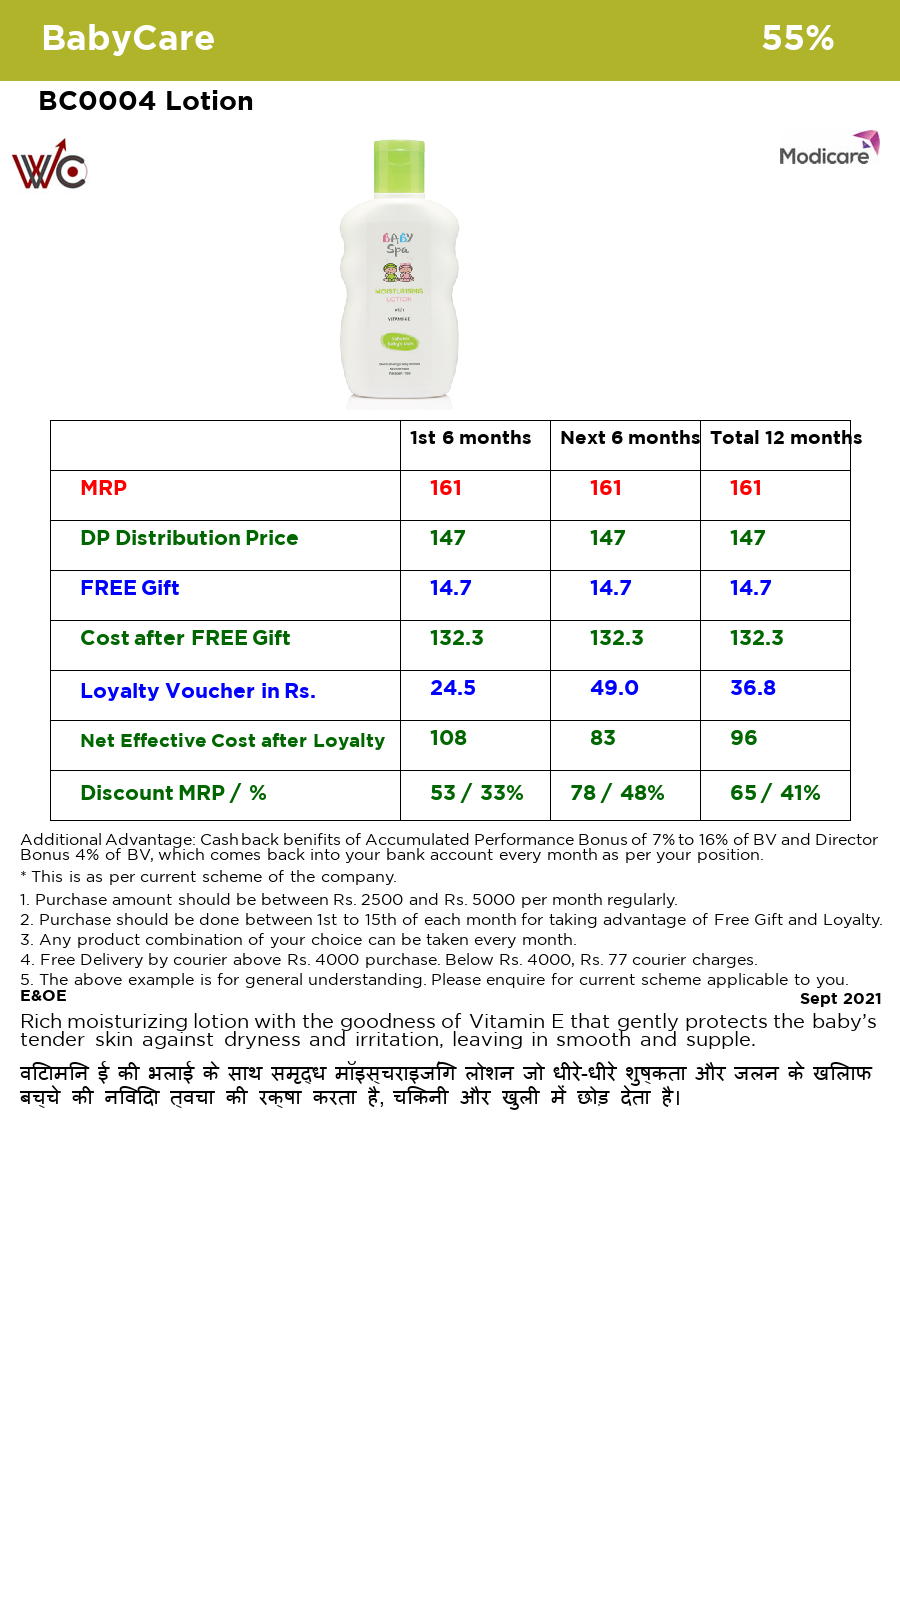 BabyCare 55%
BC0004 Lotion
WC
Modicare
BABY
Spa
MOISTURISING
LOTION
VITAMIN E
1st 6 months Next 6 months Total 12 months
MRP 161 161 161
DP Distribution Price 147 147 147
FREE Gift 14.7 14.7 14.7
Cost after FREE Gift 132.3 132.3 132.3
Loyalty Voucher in Rs. 24.5 49.0 36.8
Net Effective Cost after Loyalty 108 83 96
Discount MRP / % 53 / 33% 78 / 48% 65 / 41%
Additional Advantage: Cashback benifits of Accumulated Performance Bonus of 7% to 16% of BV and Director
Bonus 4% of BV, which comes back into your bank account every month as per your position.
* This is as per current scheme of the company.
1. Purchase amount should be between Rs. 2500 and Rs. 5000 per month regularly.
2. Purchase should be done between 1st to 15th of each month for taking advantage of Free Gift and Loyalty.
3. Any product combination of your choice can be taken every month.
4. Free Delivery by courier above Rs. 4000 purchase. Below Rs. 4000, Rs. 77 courier charges.
5. The above example is for general understanding. Please enquire for current scheme applicable to you.
E&OE Sept 2021
Rich moisturizing lotion with the goodness of Vitamin E that gently protects the baby's
tender skin against dryness and irritation, leaving in smooth and supple.
विटामिन ई की भलाई के साथ समृद्ध मॉइस्चराइजिंग लोशन जो धीरे-धीरे शुष्कता और जलन के खिलाफ
बच्चे की निविदा त्वचा की रक्षा करता है, चिकनी और खुली में छोड़ देता है।